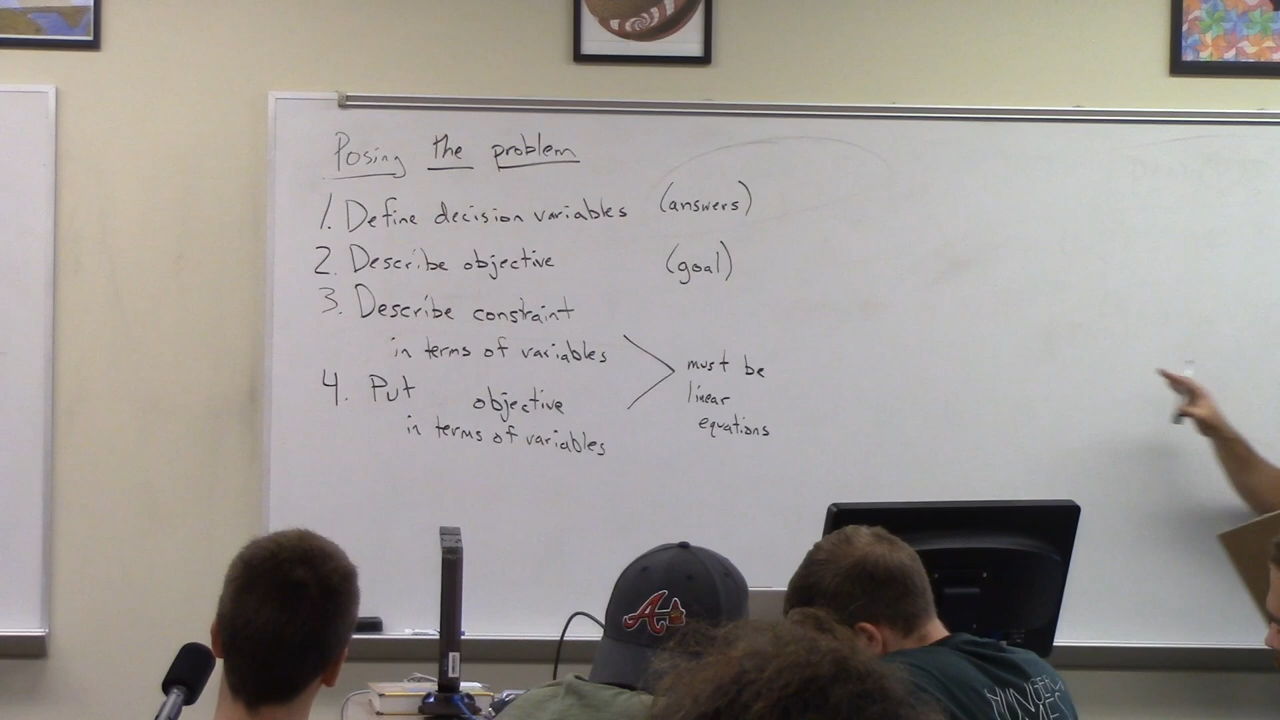 Posing the problem
1. Define decision variables (answers)
2. Describe objective (goal)
3. Describe constraint
in terms of variables
4. Put objective
in terms of variables
must be
linear
equations
A